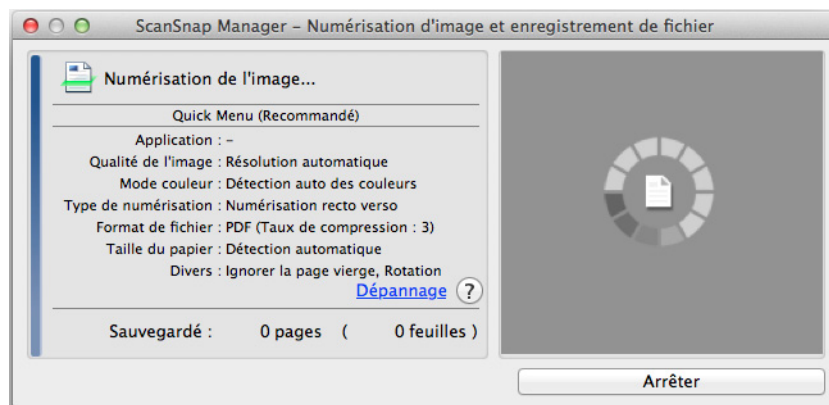 ScanSnap Manager – Numérisation d'image et enregistrement de fichier
Numérisation de l'image...
Quick Menu (Recommandé)
Application : –
Qualité de l'image : Résolution automatique
Mode couleur : Détection auto des couleurs
Type de numérisation : Numérisation recto verso
Format de fichier : PDF (Taux de compression : 3)
Taille du papier : Détection automatique
Divers : Ignorer la page vierge, Rotation
Dépannage ?
Sauvegardé : 0 pages ( 0 feuilles )
Arrêter